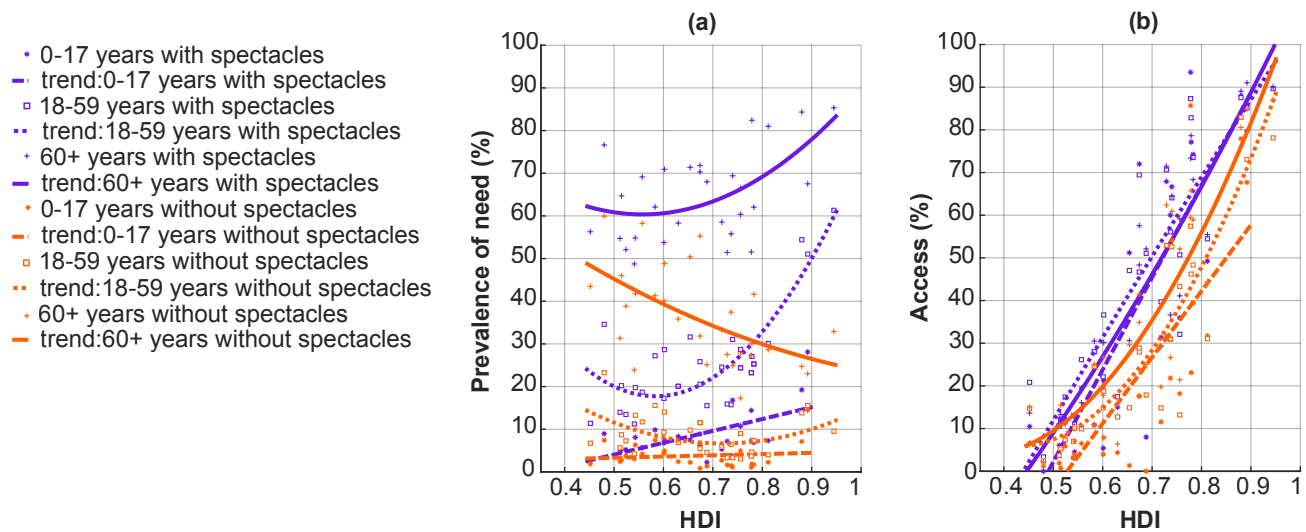 0-17 years with spectacles
trend:0-17 years with spectacles
18-59 years with spectacles
trend:18-59 years with spectacles
60+ years with spectacles
trend:60+ years with spectacles
0-17 years without spectacles
trend:0-17 years without spectacles
18-59 years without spectacles
trend:18-59 years without spectacles
60+ years without spectacles
trend:60+ years without spectacles
(a)
Prevalence of need (%)
100
90
80
70
60
50
40
30
20
10
0
0.4 0.5 0.6 0.7 0.8 0.9 1
HDI
(b)
Access (%)
100
90
80
70
60
50
40
30
20
10
0
0.4 0.5 0.6 0.7 0.8 0.9 1
HDI